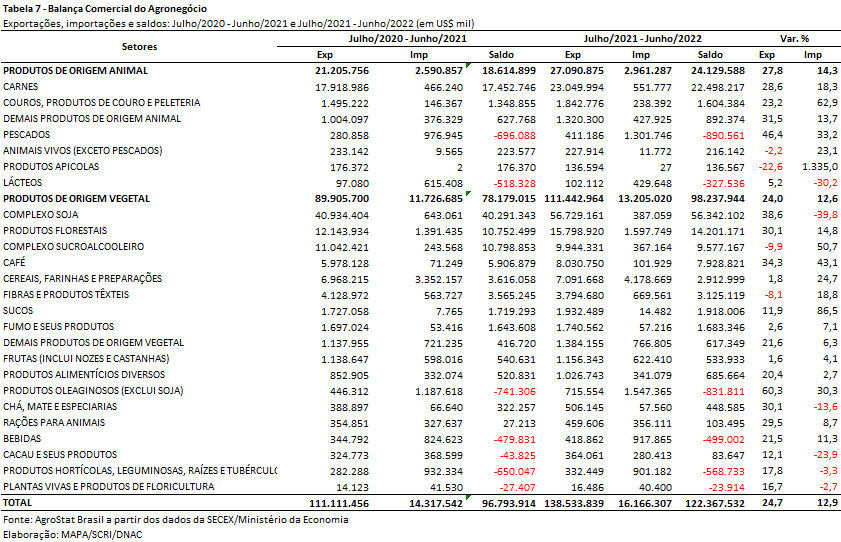 Tabela 7 - Balança Comercial do Agronegócio
Exportações, importações e saldos: Julho/2020 - Junho/2021 e Julho/2021 - Junho/2022 (em US$ mil)
Setores Julho/2020 - Junho/2021 Julho/2021 - Junho/2022 Var. %
Exp Imp Saldo Exp Imp Saldo Exp Imp
PRODUTOS DE ORIGEM ANIMAL 21.205.756 2.590.857 18.614.899 27.090.875 2.961.287 24.129.588 27,8 14,3
CARNES 17.918.986 466.240 17.452.746 23.049.994 551.777 22.498.217 28,6 18,3
COUROS, PRODUTOS DE COURO E PELETERIA 1.495.222 146.367 1.348.855 1.842.776 238.392 1.604.384 23,2 62,9
DEMAIS PRODUTOS DE ORIGEM ANIMAL 1.004.097 376.329 627.768 1.320.300 427.925 892.374 31,5 13,7
PESCADOS 280.858 976.945 -696.088 411.186 1.301.746 -890.561 46,4 33,2
ANIMAIS VIVOS (EXCETO PESCADOS) 233.142 9.565 223.577 227.914 11.772 216.142 -2,2 23,1
PRODUTOS APICOLAS 176.372 2 176.370 136.594 27 136.567 -22,6 1.335,0
LÁCTEOS 97.080 615.408 -518.328 102.112 429.648 -327.536 5,2 -30,2
PRODUTOS DE ORIGEM VEGETAL 89.905.700 11.726.685 78.179.015 111.442.964 13.205.020 98.237.944 24,0 12,6
COMPLEXO SOJA 40.934.404 643.061 40.291.343 56.729.161 387.059 56.342.102 38,6 -39,8
PRODUTOS FLORESTAIS 12.143.934 1.391.435 10.752.499 15.798.920 1.597.749 14.201.171 30,1 14,8
COMPLEXO SUCROALCOOLEIRO 11.042.421 243.568 10.798.853 9.944.331 367.164 9.577.167 -9,9 50,7
CAFÉ 5.978.128 71.249 5.906.879 8.030.750 101.929 7.928.821 34,3 43,1
CEREAIS, FARINHAS E PREPARAÇÕES 6.968.215 3.352.157 3.616.058 7.091.668 4.178.669 2.912.999 1,8 24,7
FIBRAS E PRODUTOS TÊXTEIS 4.128.972 563.727 3.565.245 3.794.680 669.561 3.125.119 -8,1 18,8
SUCOS 1.727.058 7.765 1.719.293 1.932.489 14.482 1.918.006 11,9 86,5
FUMO E SEUS PRODUTOS 1.697.024 53.416 1.643.608 1.740.562 57.216 1.683.346 2,6 7,1
DEMAIS PRODUTOS DE ORIGEM VEGETAL 1.137.955 721.235 416.720 1.384.155 766.805 617.349 21,6 6,3
FRUTAS (INCLUI NOZES E CASTANHAS) 1.138.647 598.016 540.631 1.156.343 622.410 533.933 1,6 4,1
PRODUTOS ALIMENTÍCIOS DIVERSOS 852.905 332.074 520.831 1.026.743 341.079 685.664 20,4 2,7
PRODUTOS OLEAGINOSOS (EXCLUI SOJA) 446.312 1.187.618 -741.306 715.554 1.547.365 -831.811 60,3 30,3
CHÁ, MATE E ESPECIARIAS 388.897 66.640 322.257 506.145 57.560 448.585 30,1 -13,6
RAÇÕES PARA ANIMAIS 354.851 327.637 27.213 459.606 356.111 103.495 29,5 8,7
BEBIDAS 344.792 824.623 -479.831 418.862 917.865 -499.002 21,5 11,3
CACAU E SEUS PRODUTOS 324.773 368.599 -43.825 364.061 280.413 83.647 12,1 -23,9
PRODUTOS HORTÍCOLAS, LEGUMINOSAS, RAÍZES E TUBÉRCULO 282.288 932.334 -650.047 332.449 901.182 -568.733 17,8 -3,3
PLANTAS VIVAS E PRODUTOS DE FLORICULTURA 14.123 41.530 -27.407 16.486 40.400 -23.914 16,7 -2,7
TOTAL 111.111.456 14.317.542 96.793.914 138.533.839 16.166.307 122.367.532 24,7 12,9
Fonte: AgroStat Brasil a partir dos dados da SECEX/Ministério da Economia
Elaboração: MAPA/SCRI/DNAC